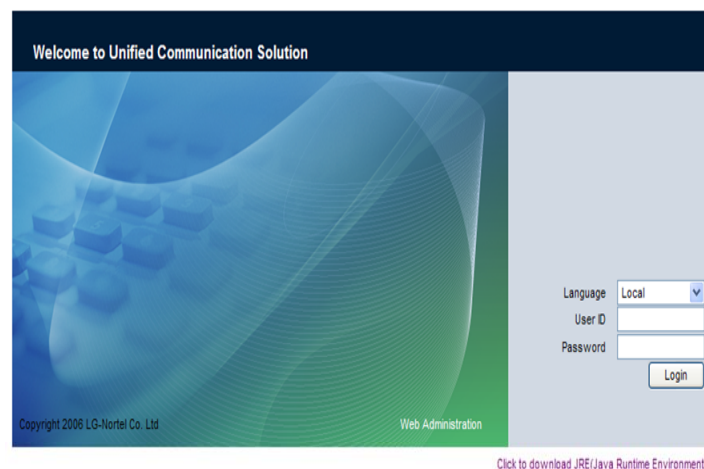 Welcome to Unified Communication Solution
Language Local
User ID
Password
Login
Copyright 2006 LG-Nortel Co. Ltd
Web Administration
Click to download JRE(Java Runtime Environment